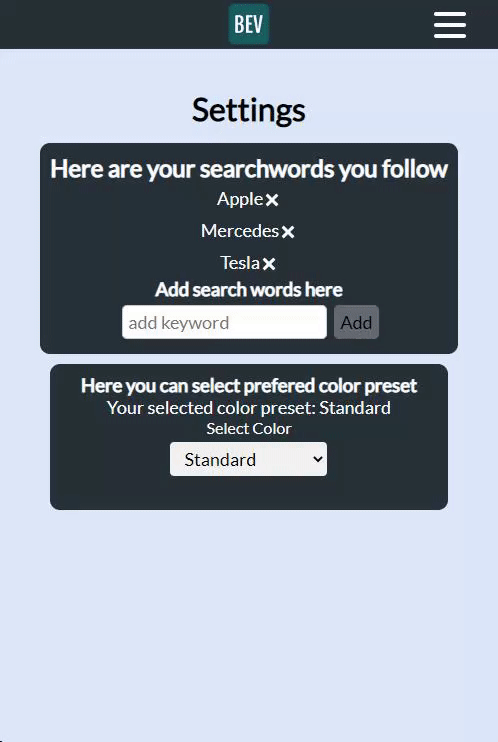 BEV
Settings
Here are your searchwords you follow
Apple
Mercedes
Tesla
Add search words here
add keyword Add
Here you can select prefered color preset
Your selected color preset: Standard
Select Color
Standard